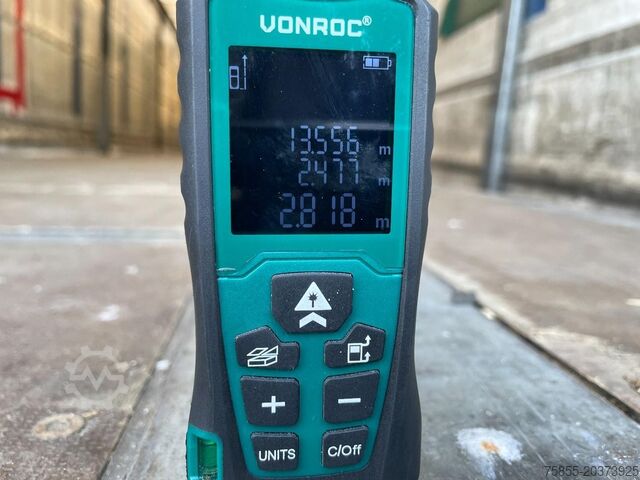 VONROC®
13.556 m
2.477 m
2.818 m
+ −
UNITS C/Off
75855-20373925